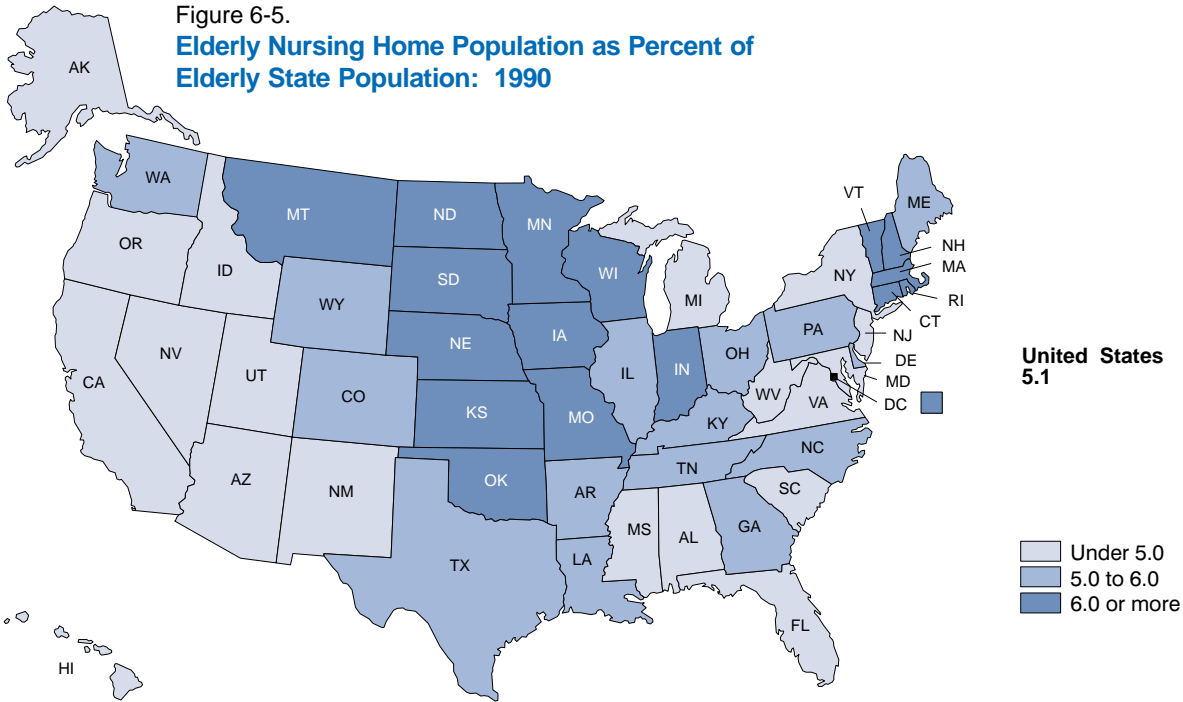 Figure 6-5.
Elderly Nursing Home Population as Percent of
Elderly State Population: 1990
AK
WA
MT
ND
MN
VT
ME
OR
ID
SD
WI
NY
NH
MA
WY
MI
RI
CT
NV
NE
IA
PA
NJ
CA
UT
CO
IL
IN
OH
DE
MD
WV
VA
DC
KS
MO
KY
AZ
NM
OK
AR
TN
NC
SC
MS
AL
GA
TX
LA
FL
HI
United States
5.1
Under 5.0
5.0 to 6.0
6.0 or more